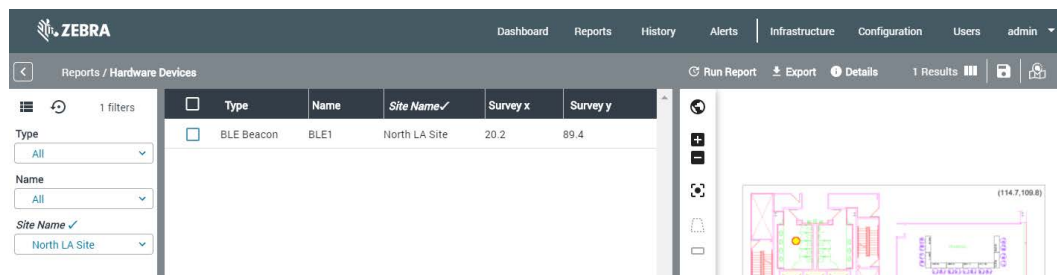 ZEBRA
Dashboard Reports History Alerts Infrastructure Configuration Users admin
Reports / Hardware Devices
Run Report Export Details 1 Results
1 filters
Type Name Site Name✓ Survey x Survey y
BLE Beacon BLE1 North LA Site 20.2 89.4
Type
All
Name
All
Site Name ✓
North LA Site
(114.7,109.8)